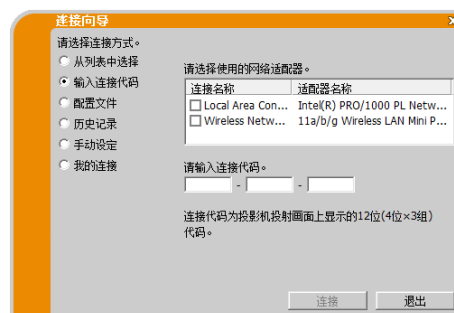 连接向导
请选择连接方式。
从列表中选择
请选择使用的网络适配器。
输入连接代码
连接名称 适配器名称
配置文件
Local Area Con... Intel(R) PRO/1000 PL Netw...
历史记录
Wireless Netw... 11a/b/g Wireless LAN Mini P...
手动设定
我的连接
请输入连接代码。
- -
连接代码为投影机投射画面上显示的12位(4位×3组)
代码。
连接 退出